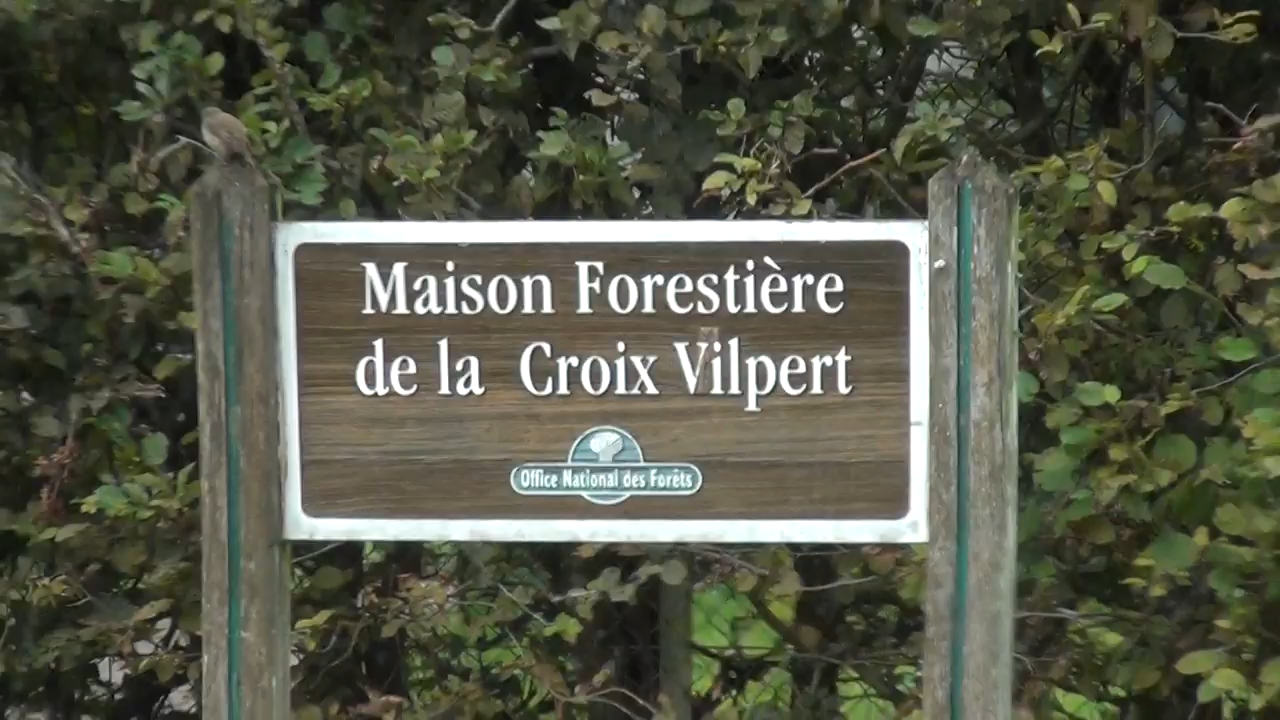 Maison Forestière
de la Croix Vilpert
Office National des Forêts